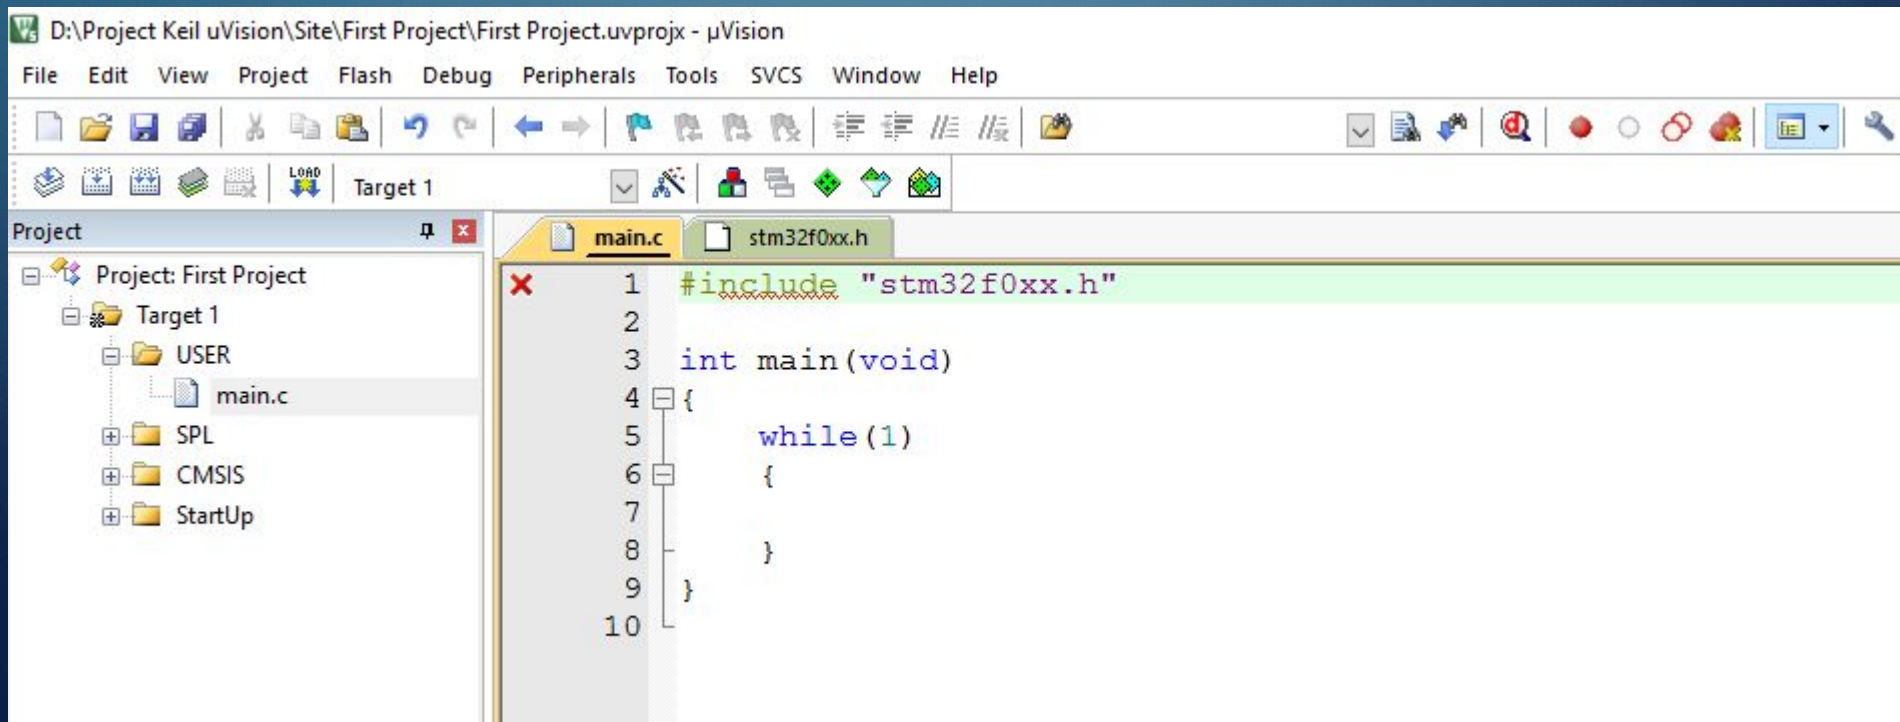 D:\Project Keil uVision\Site\First Project\First Project.uvprojx - µVision
File Edit View Project Flash Debug Peripherals Tools SVCS Window Help
LOAD
Target 1
Project
main.c
stm32f0xx.h
Project: First Project
Target 1
USER
main.c
SPL
CMSIS
StartUp
1 #include "stm32f0xx.h"
2
3 int main(void)
4 {
5 while(1)
6 {
7
8 }
9 }
10